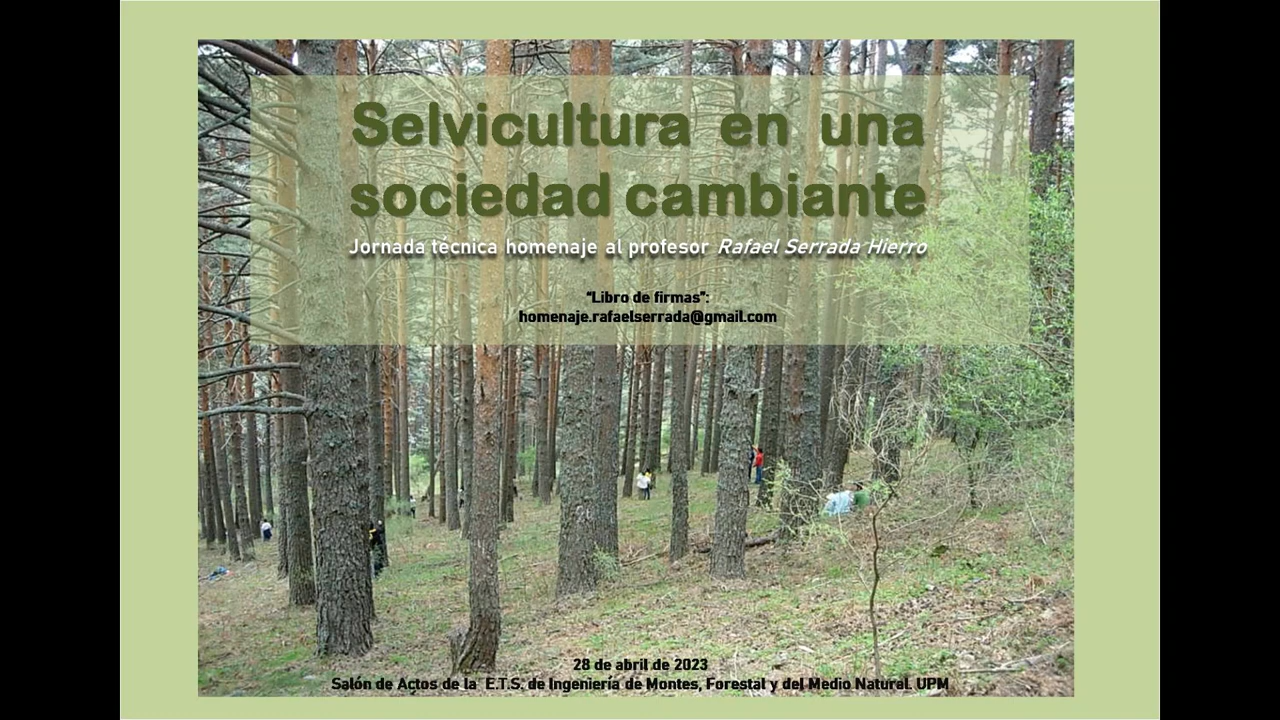 Selvicultura en una
sociedad cambiante
Jornada técnica homenaje al profesor Rafael Serrada Hierro
“Libro de firmas”:
homenaje.rafaelserrada@gmail.com
28 de abril de 2023
Salón de Actos de la E.T.S. de Ingeniería de Montes, Forestal y del Medio Natural. UPM